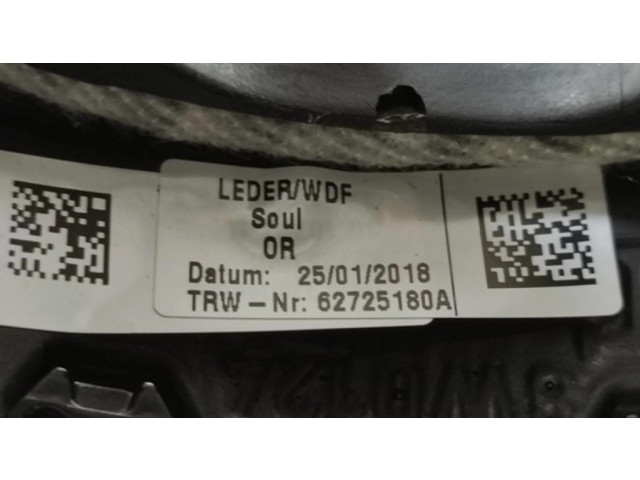 LEDER/WDF
Soul
OR
Datum: 25/01/2018
TRW-Nr: 62725180A